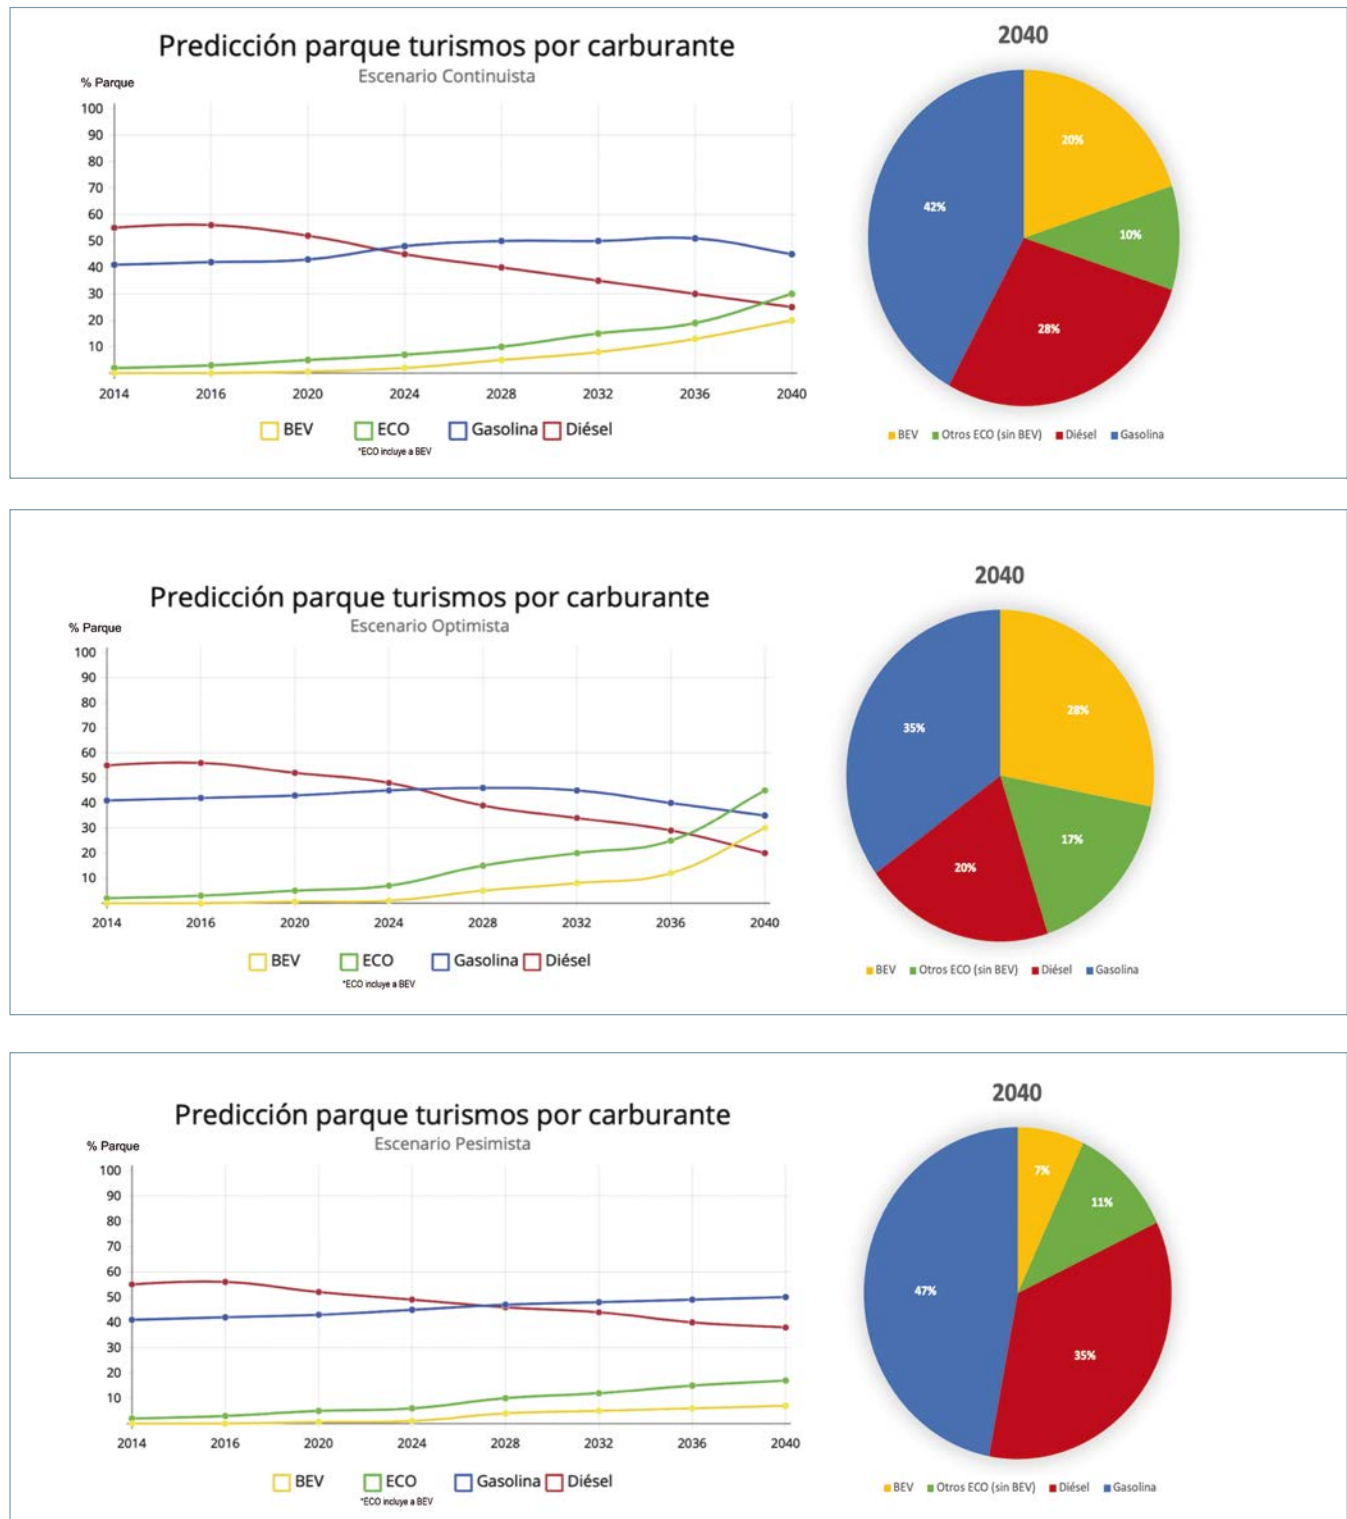 Predicción parque turismos por carburante
Escenario Continuista
% Parque
100
90
80
70
60
50
40
30
20
10
2014 2016 2020 2024 2028 2032 2036 2040
BEV ECO Gasolina Diésel
*ECO incluye a BEV
2040
20%
10%
28%
42%
BEV Otros ECO (sin BEV) Diésel Gasolina
Predicción parque turismos por carburante
Escenario Optimista
% Parque
100
90
80
70
60
50
40
30
20
10
2014 2016 2020 2024 2028 2032 2036 2040
BEV ECO Gasolina Diésel
*ECO incluye a BEV
2040
28%
17%
20%
35%
BEV Otros ECO (sin BEV) Diésel Gasolina
Predicción parque turismos por carburante
Escenario Pesimista
% Parque
100
90
80
70
60
50
40
30
20
10
2014 2016 2020 2024 2028 2032 2036 2040
BEV ECO Gasolina Diésel
*ECO incluye a BEV
2040
7%
11%
35%
47%
BEV Otros ECO (sin BEV) Diésel Gasolina